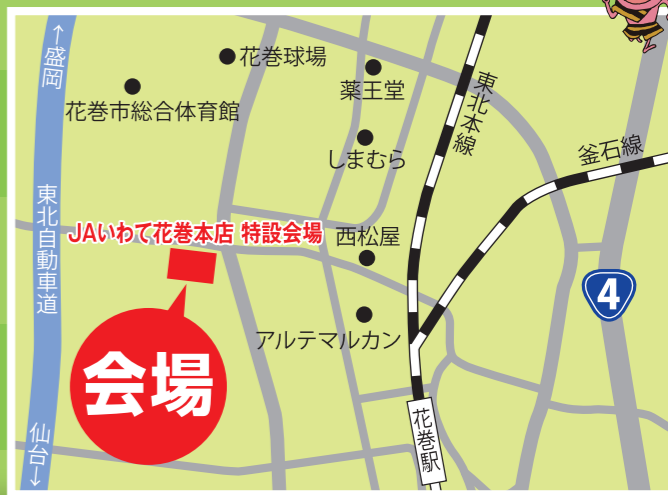 ↑盛岡
花巻球場
花巻市総合体育館
薬王堂
東北本線
しまむら
釜石線
東北自動車道
JAいわて花巻本店 特設会場
西松屋
4
アルテマルカン
会場
花巻駅
仙台↓